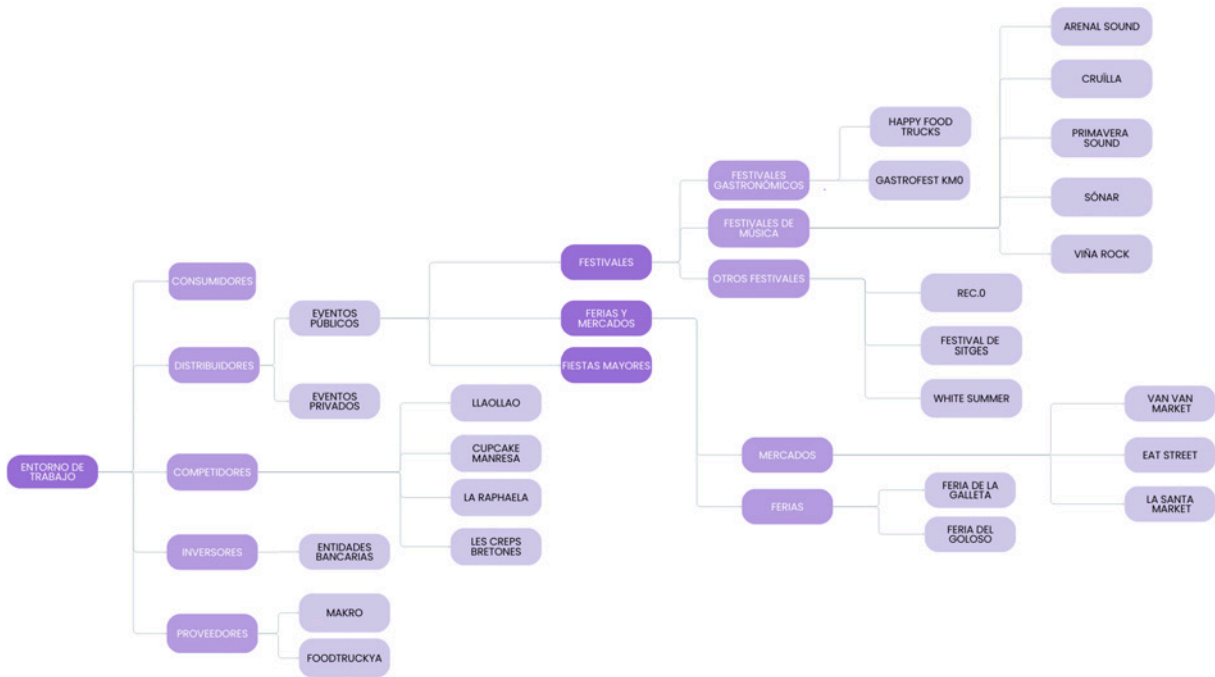 ARENAL SOUND
CRUÏLLA
HAPPY FOOD
TRUCKS
PRIMAVERA
SOUND
FESTIVALES
GASTRONÓMICOS
GASTROFEST KM0
SÓNAR
FESTIVALES DE
MÚSICA
VIÑA ROCK
FESTIVALES
OTROS FESTIVALES
CONSUMIDORES
REC.0
EVENTOS
PÚBLICOS
FERIAS Y
MERCADOS
FESTIVAL DE
SITGES
DISTRIBUIDORES
FIESTAS MAYORES
EVENTOS
PRIVADOS
LLAOLLAO
WHITE SUMMER
VAN VAN
MARKET
CUPCAKE
MANRESA
MERCADOS
EAT STREET
ENTORNO DE
TRABAJO
COMPETIDORES
LA RAPHAELA
FERIA DE LA
GALLETA
LA SANTA
MARKET
FERIAS
FERIA DEL
GOLOSO
INVERSORES
ENTIDADES
BANCARIAS
LES CREPS
BRETONES
MAKRO
PROVEEDORES
FOODTRUCKYA